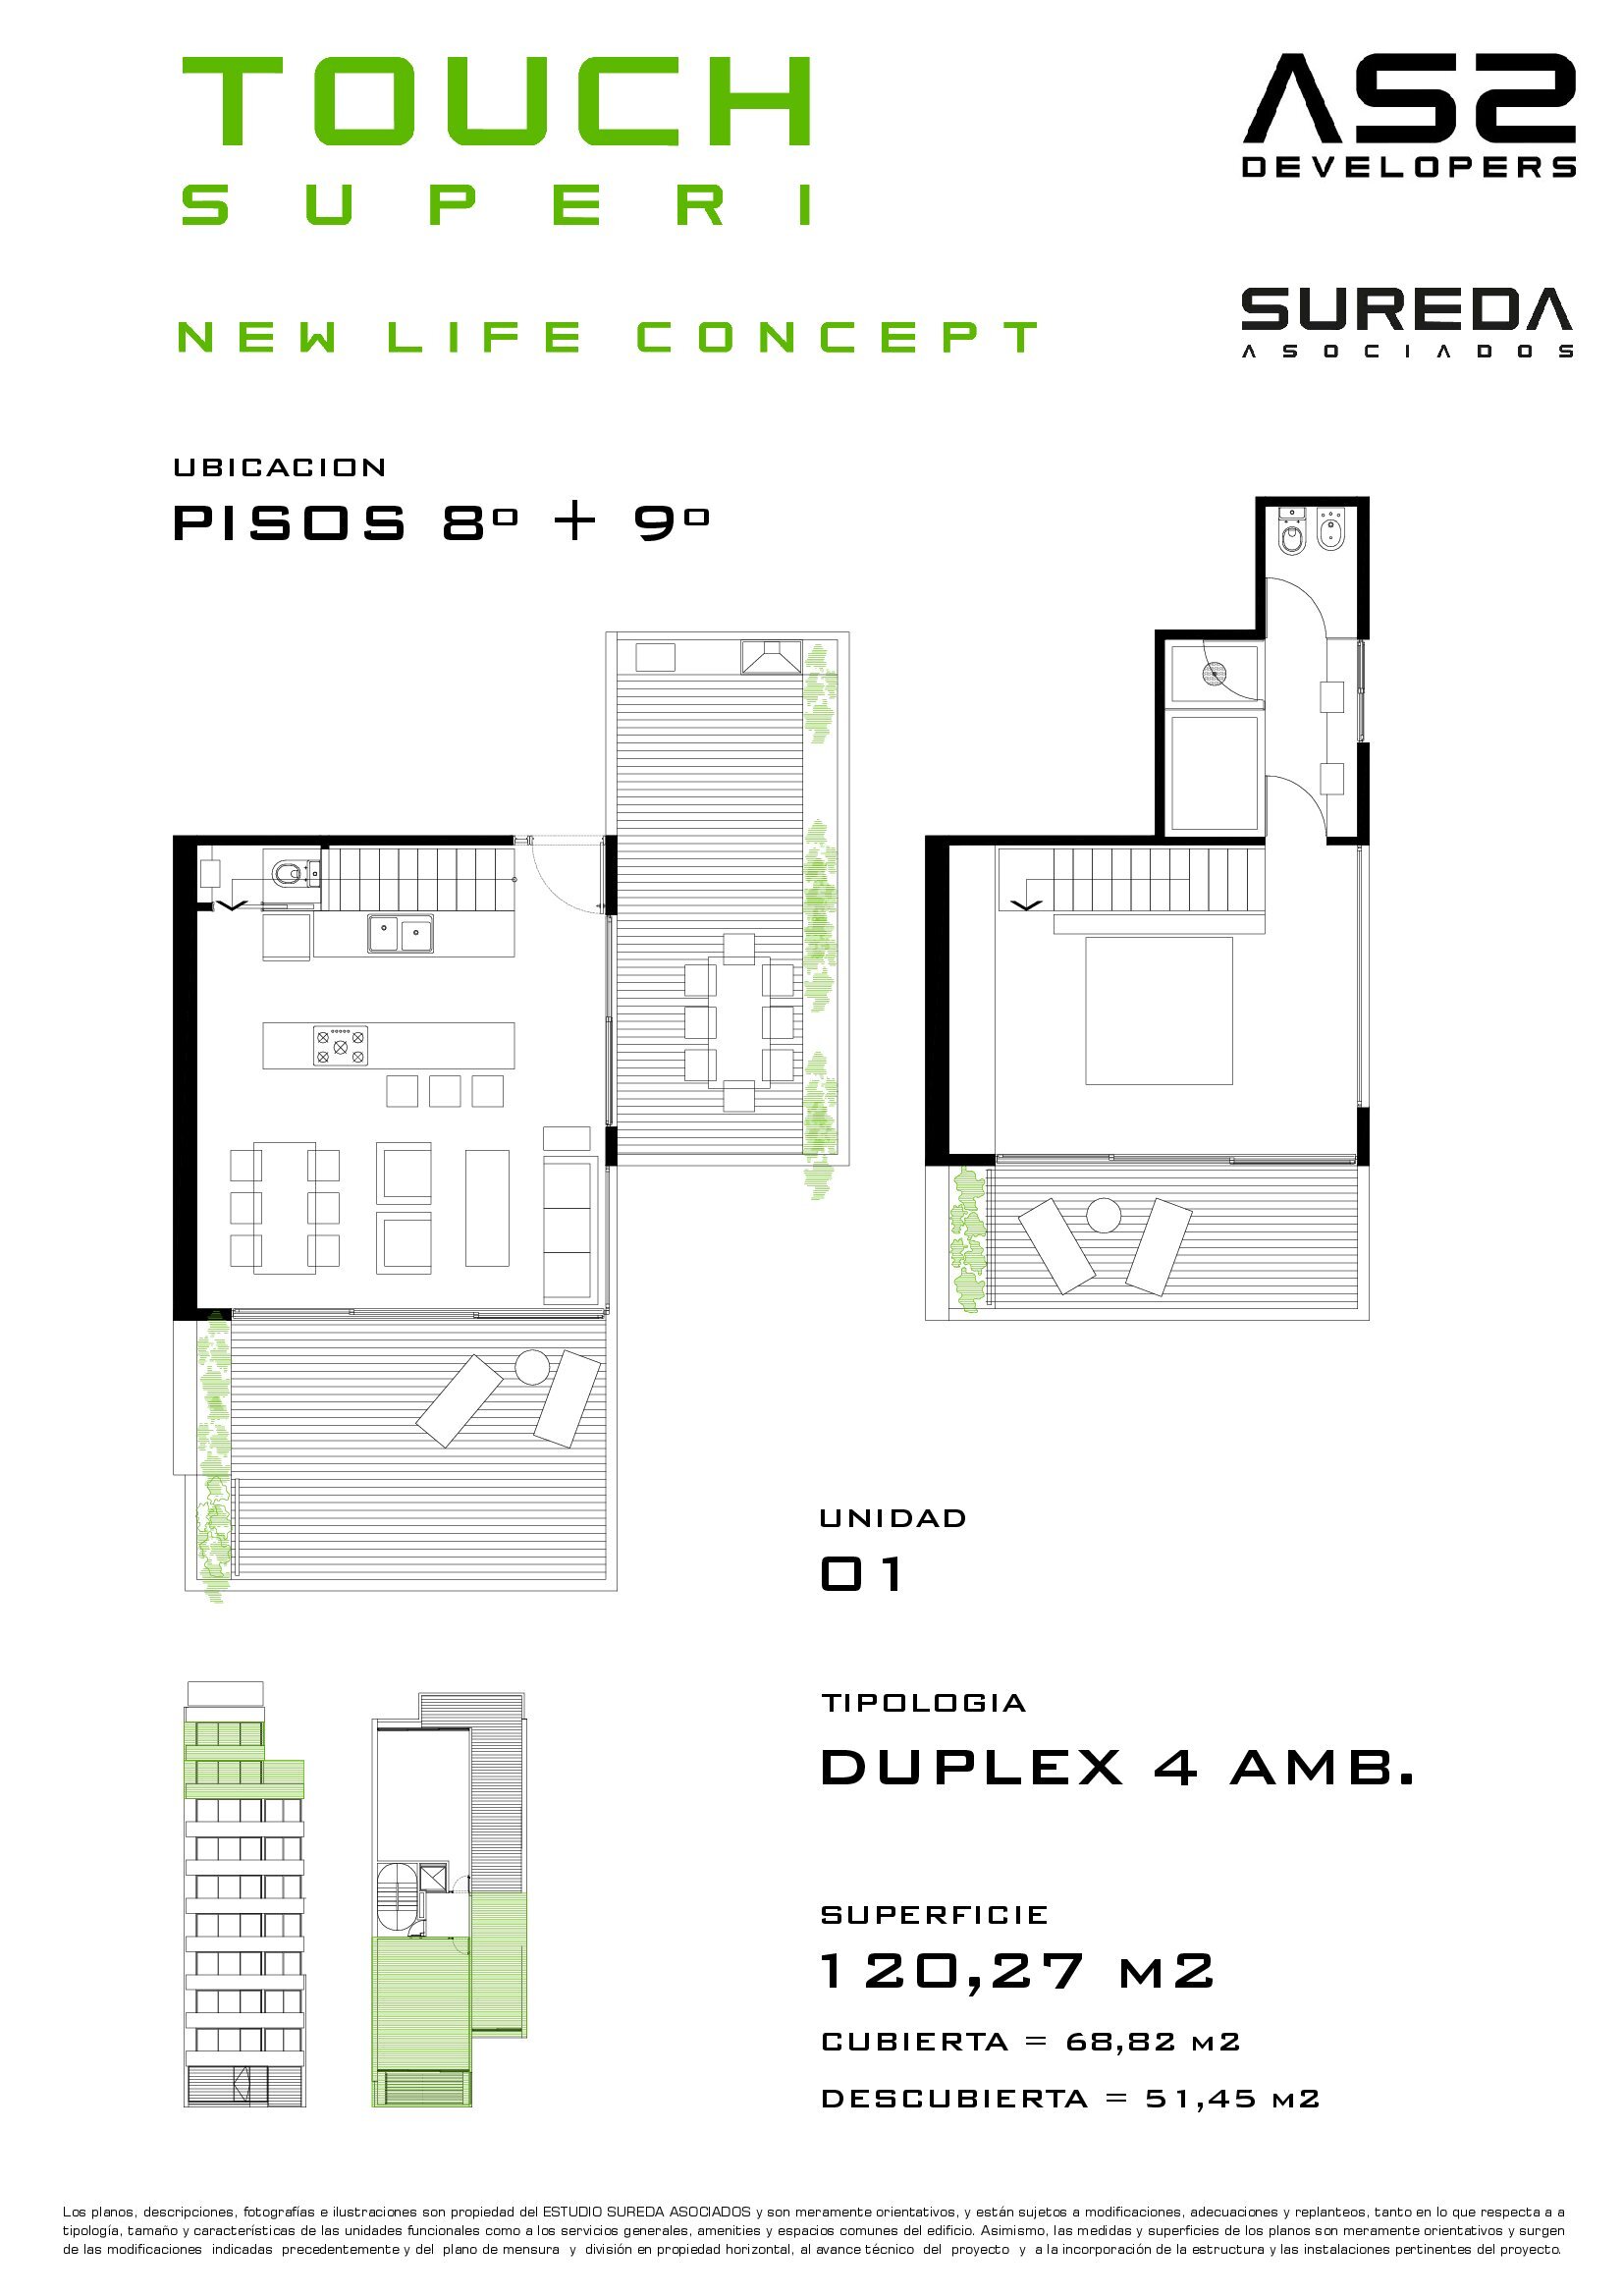 TOUCH
SUPERI
NEW LIFE CONCEPT
AS2
DEVELOPERS
SUREDA
ASOCIADOS
UBICACION
PISOS 8º + 9º
UNIDAD
01
TIPOLOGIA
DUPLEX 4 AMB.
SUPERFICIE
120,27 M2
CUBIERTA = 68,82 M2
DESCUBIERTA = 51,45 M2
Los planos, descripciones, fotografías e ilustraciones son propiedad del ESTUDIO SUREDA ASOCIADOS y son meramente orientativos, y están sujetos a modificaciones, adecuaciones y replanteos, tanto en lo que respecta a a
tipología, tamaño y características de las unidades funcionales como a los servicios generales, amenities y espacios comunes del edificio. Asimismo, las medidas y superficies de los planos son meramente orientativos y surgen
de las modificaciones indicadas precedentemente y del plano de mensura y división en propiedad horizontal, al avance técnico del proyecto y a la incorporación de la estructura y las instalaciones pertinentes del proyecto.